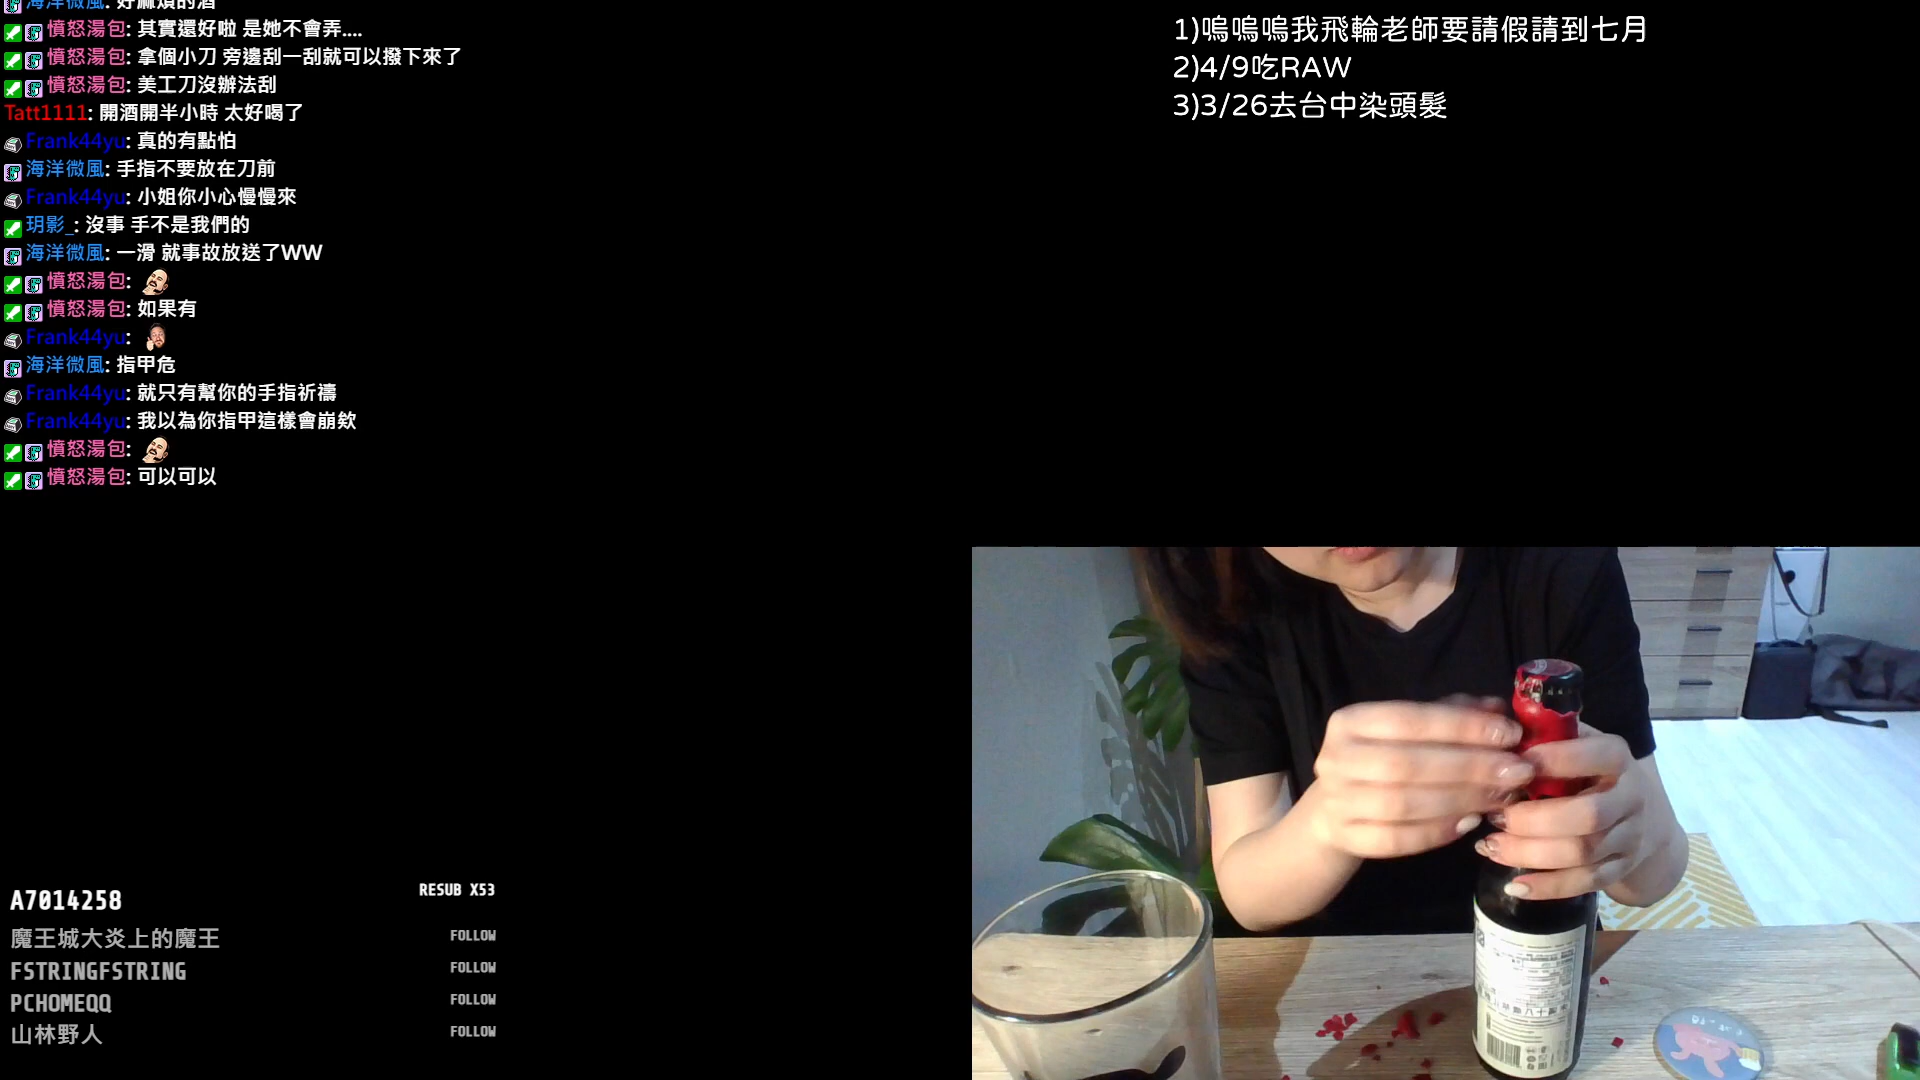 海洋微風: 好麻煩的酒
憤怒湯包: 其實還好啦 是她不會弄....
憤怒湯包: 拿個小刀 旁邊刮一刮就可以撥下來了
憤怒湯包: 美工刀沒辦法刮
Tatt1111: 開酒開半小時 太好喝了
Frank44yu: 真的有點怕
海洋微風: 手指不要放在刀前
Frank44yu: 小姐你小心慢慢來
玥影_: 沒事 手不是我們的
海洋微風: 一滑 就事故放送了WW
憤怒湯包:
憤怒湯包: 如果有
Frank44yu:
海洋微風: 指甲危
Frank44yu: 就只有幫你的手指祈禱
Frank44yu: 我以為你指甲這樣會崩欸
憤怒湯包:
憤怒湯包: 可以可以
1)嗚嗚嗚我飛輪老師要請假請到七月
2)4/9吃RAW
3)3/26去台中染頭髮
A7014258 RESUB X53
魔王城大炎上的魔王 FOLLOW
FSTRINGFSTRING FOLLOW
PCHOMEQQ FOLLOW
山林野人 FOLLOW